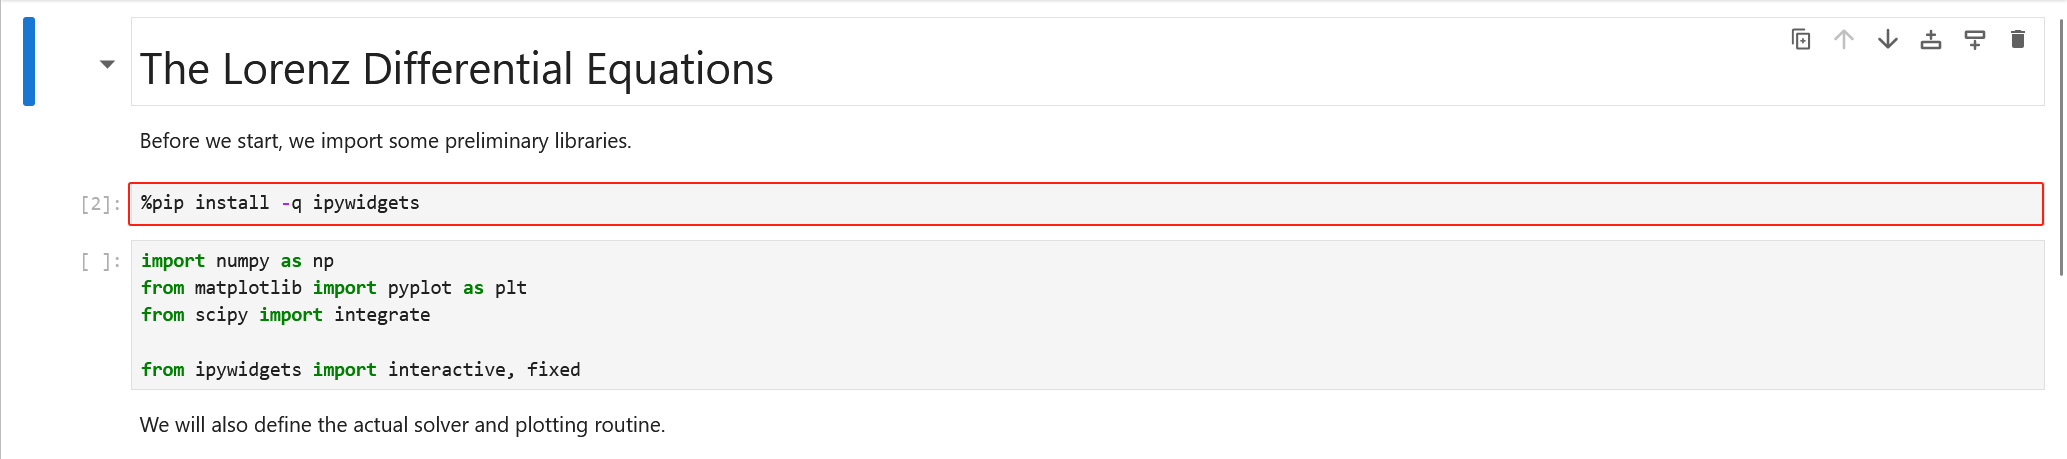 The Lorenz Differential Equations
Before we start, we import some preliminary libraries.
[2]: %pip install -q ipywidgets
[ ]: import numpy as np
from matplotlib import pyplot as plt
from scipy import integrate
from ipywidgets import interactive, fixed
We will also define the actual solver and plotting routine.